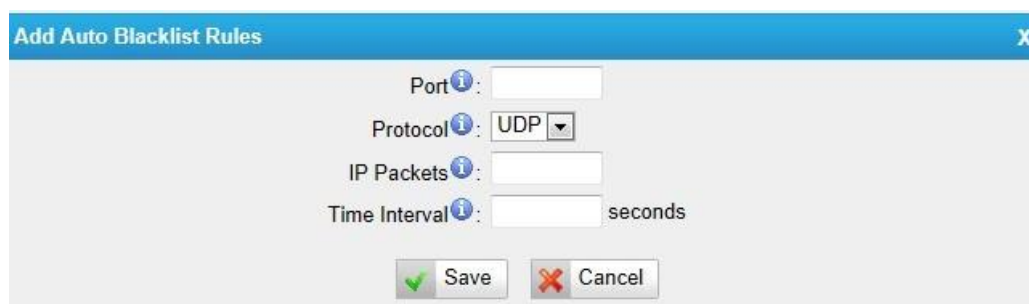 Add Auto Blacklist Rules X
Port i :
Protocol i : UDP
IP Packets i :
Time Interval i : seconds
Save Cancel